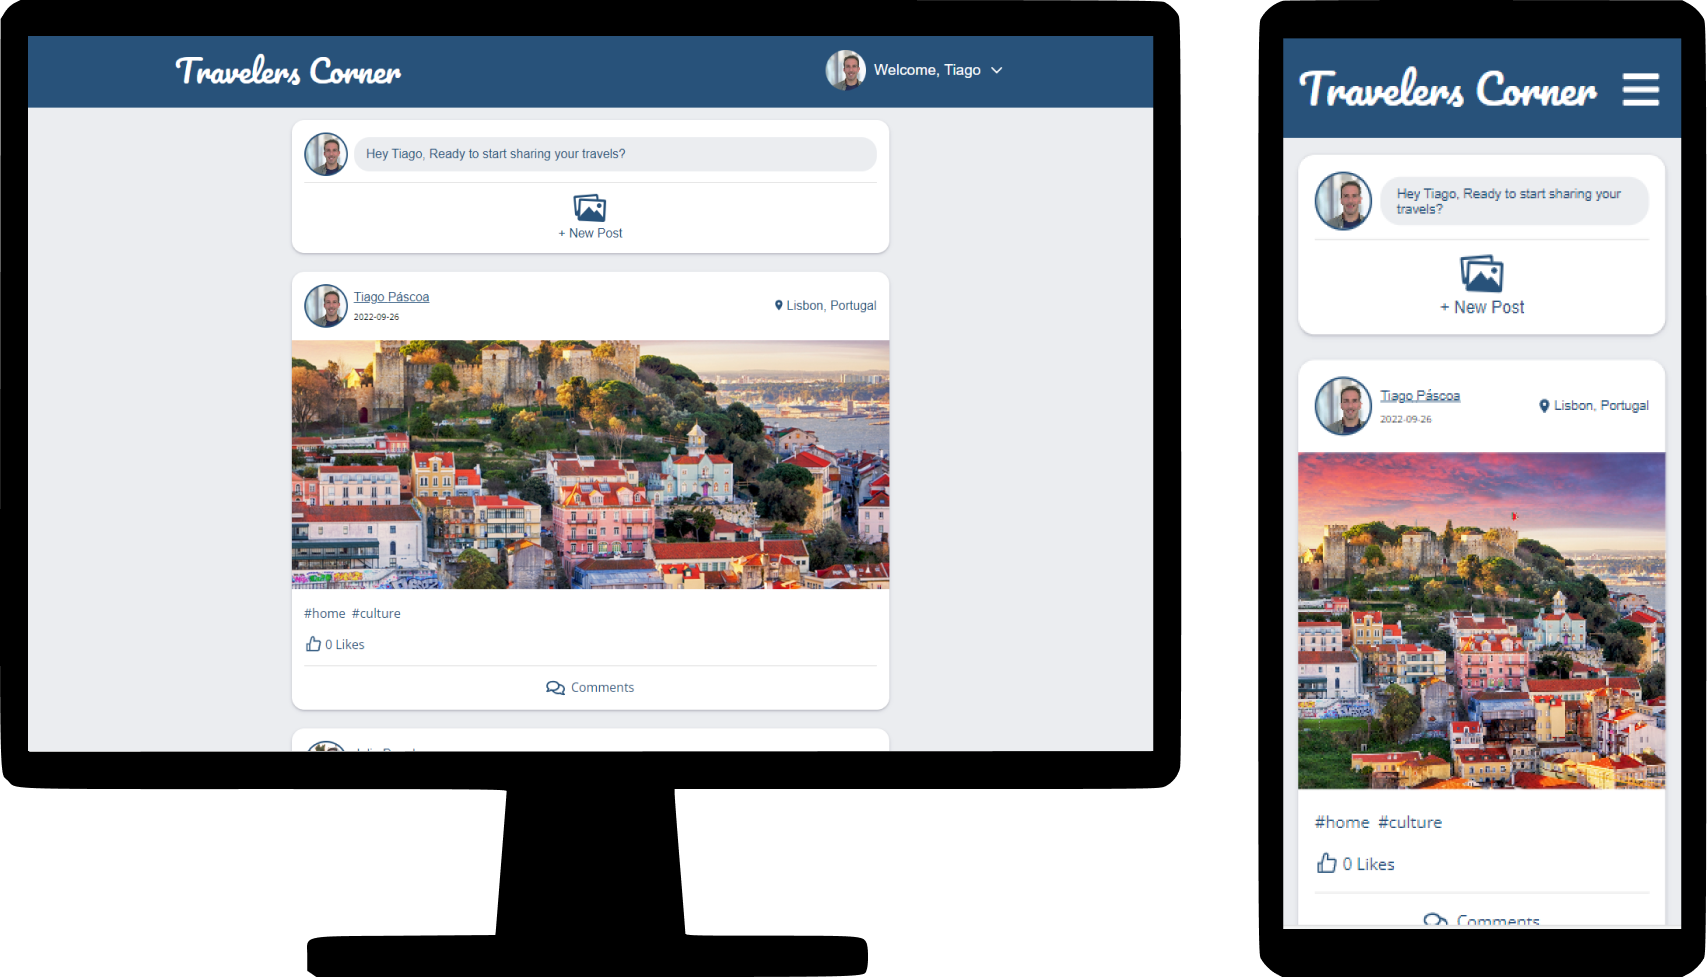 Travelers Corner
Welcome, Tiago
Hey Tiago, Ready to start sharing your travels?
+ New Post
Tiago Páscoa
2022-09-26
Lisbon, Portugal
#home #culture
0 Likes
Comments
Travelers Corner
Hey Tiago, Ready to start sharing your
travels?
+ New Post
Tiago Páscoa
2022-09-26
Lisbon, Portugal
#home #culture
0 Likes
Comments